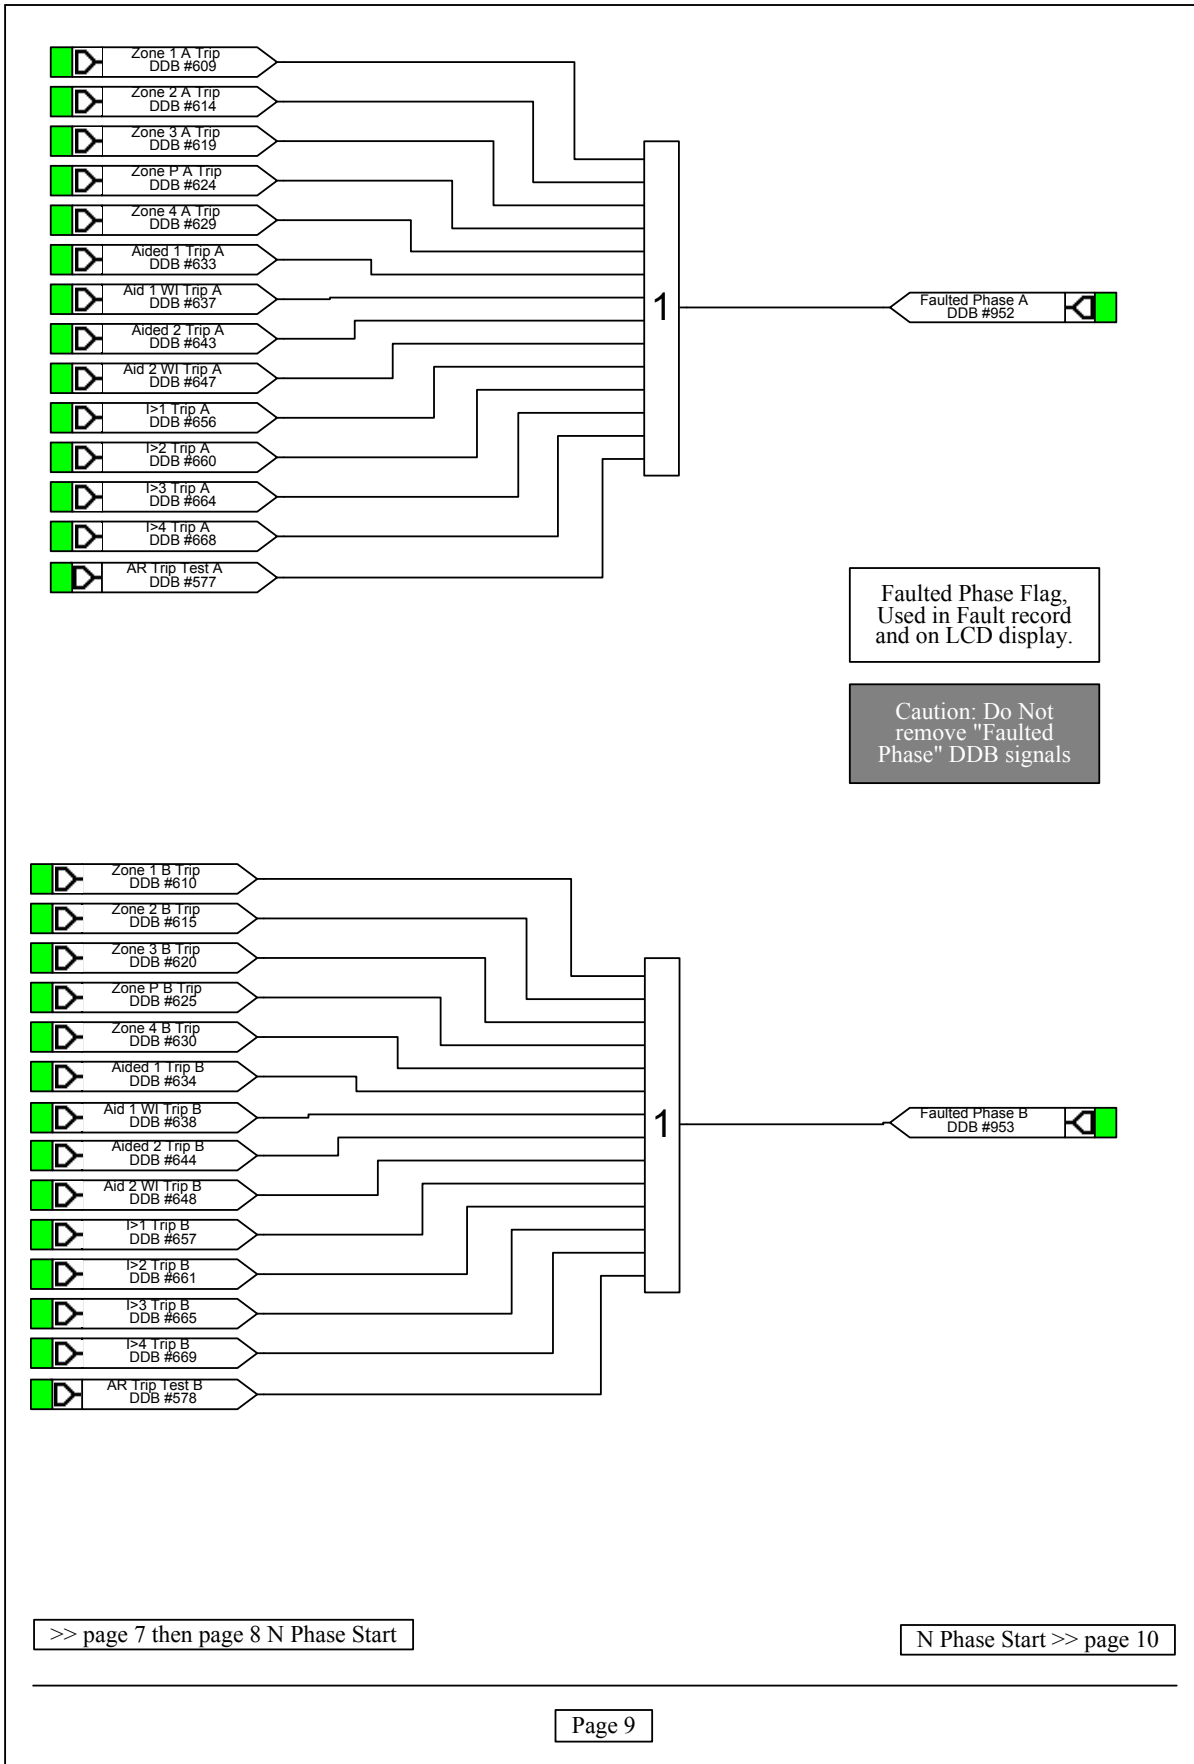 Zone 1 A Trip
DDB #609
Zone 2 A Trip
DDB #614
Zone 3 A Trip
DDB #619
Zone P A Trip
DDB #624
Zone 4 A Trip
DDB #629
Aided 1 Trip A
DDB #633
Aid 1 WI Trip A
DDB #637
Aided 2 Trip A
DDB #643
Aid 2 WI Trip A
DDB #647
I>1 Trip A
DDB #656
I>2 Trip A
DDB #660
I>3 Trip A
DDB #664
I>4 Trip A
DDB #668
AR Trip Test A
DDB #577
1
Faulted Phase A
DDB #952
Faulted Phase Flag,
Used in Fault record
and on LCD display.
Caution: Do Not
remove "Faulted
Phase" DDB signals
Zone 1 B Trip
DDB #610
Zone 2 B Trip
DDB #615
Zone 3 B Trip
DDB #620
Zone P B Trip
DDB #625
Zone 4 B Trip
DDB #630
Aided 1 Trip B
DDB #634
Aid 1 WI Trip B
DDB #638
Aided 2 Trip B
DDB #644
Aid 2 WI Trip B
DDB #648
I>1 Trip B
DDB #657
I>2 Trip B
DDB #661
I>3 Trip B
DDB #665
I>4 Trip B
DDB #669
AR Trip Test B
DDB #578
1
Faulted Phase B
DDB #953
>> page 7 then page 8 N Phase Start
N Phase Start >> page 10
Page 9